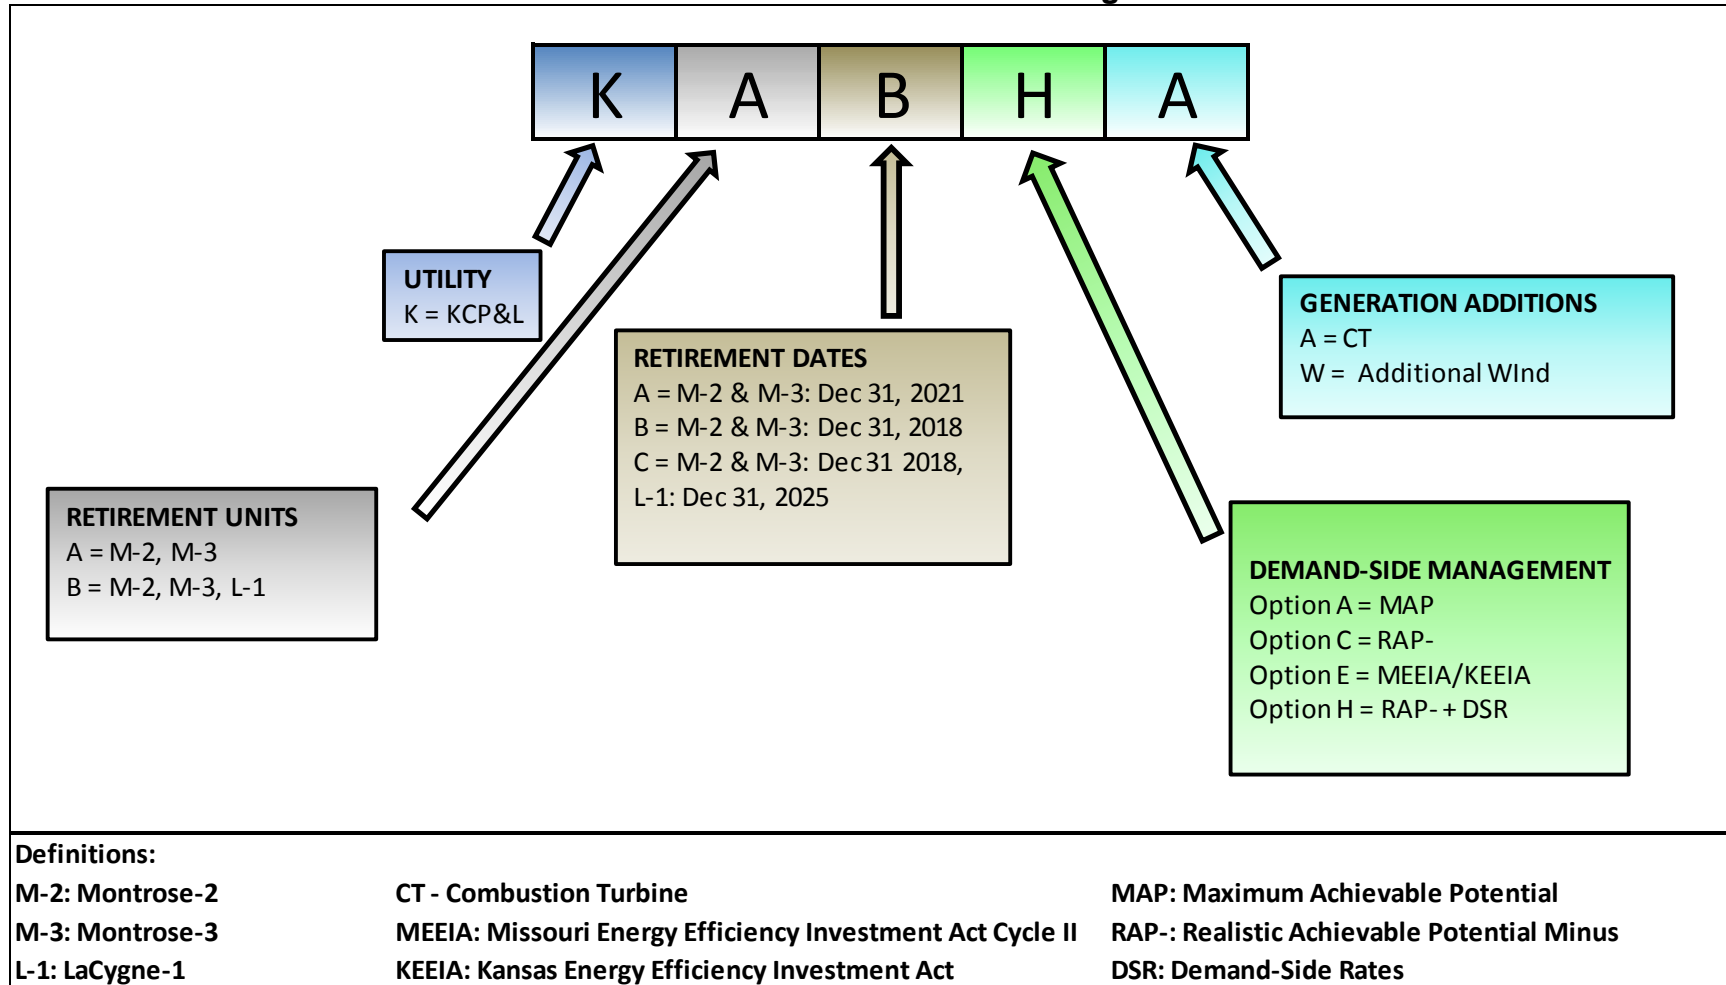 K A B H A
UTILITY
K = KCP&L
RETIREMENT DATES
A = M-2 & M-3: Dec 31, 2021
B = M-2 & M-3: Dec 31, 2018
C = M-2 & M-3: Dec 31 2018,
L-1: Dec 31, 2025
GENERATION ADDITIONS
A = CT
W = Additional WInd
RETIREMENT UNITS
A = M-2, M-3
B = M-2, M-3, L-1
DEMAND-SIDE MANAGEMENT
Option A = MAP
Option C = RAP-
Option E = MEEIA/KEEIA
Option H = RAP- + DSR
Definitions:
M-2: Montrose-2 CT - Combustion Turbine MAP: Maximum Achievable Potential
M-3: Montrose-3 MEEIA: Missouri Energy Efficiency Investment Act Cycle II RAP-: Realistic Achievable Potential Minus
L-1: LaCygne-1 KEEIA: Kansas Energy Efficiency Investment Act DSR: Demand-Side Rates